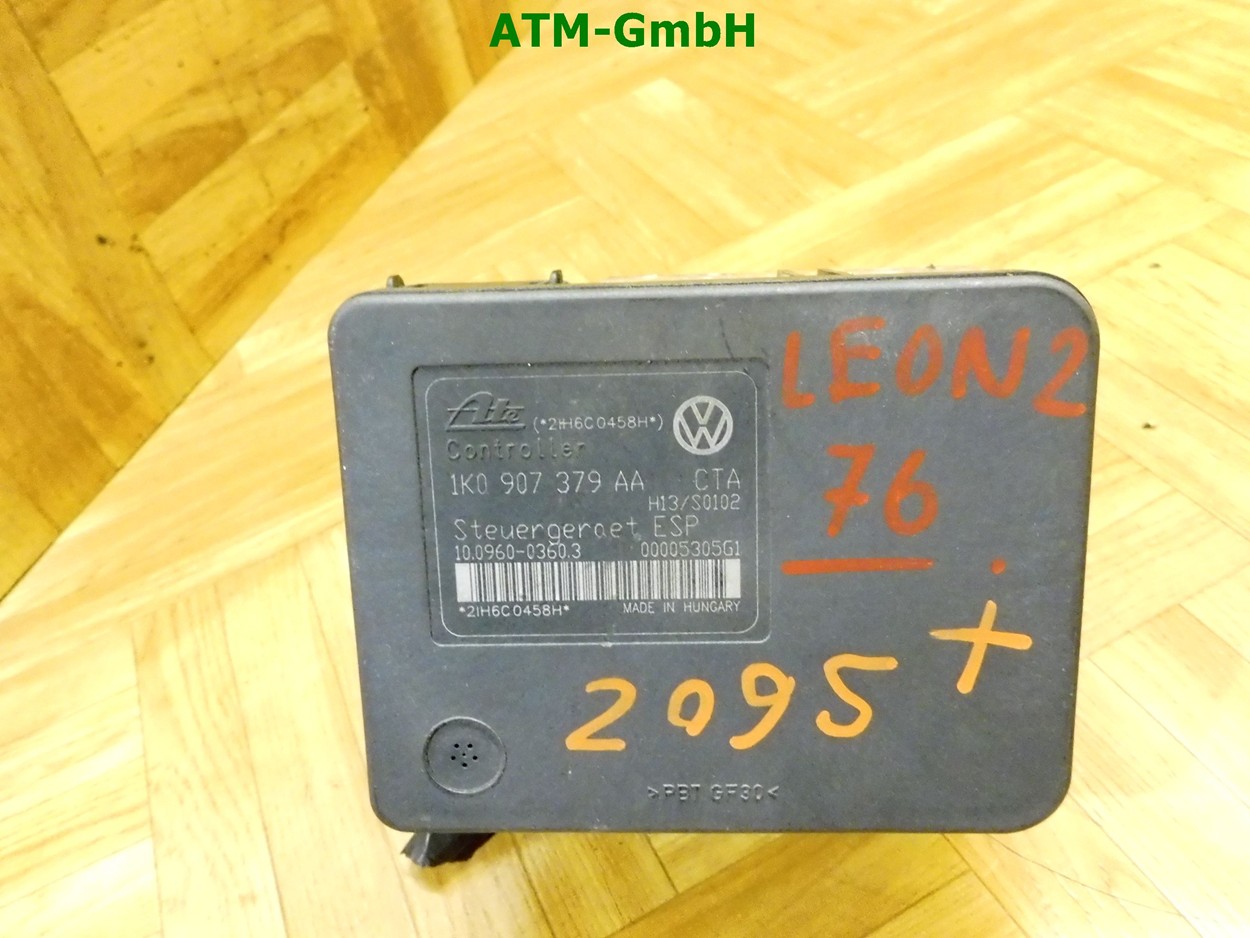 ATM-GmbH
LEON2
76
Ate (*2IH6C0458H*)
Controller
1K0 907 379 AA CTA
H13/S0102
Steuergeraet ESP
10.0960-0360.3 00005305G1
*2IH6C0458H* MADE IN HUNGARY
+
2095
>PBT GF30<